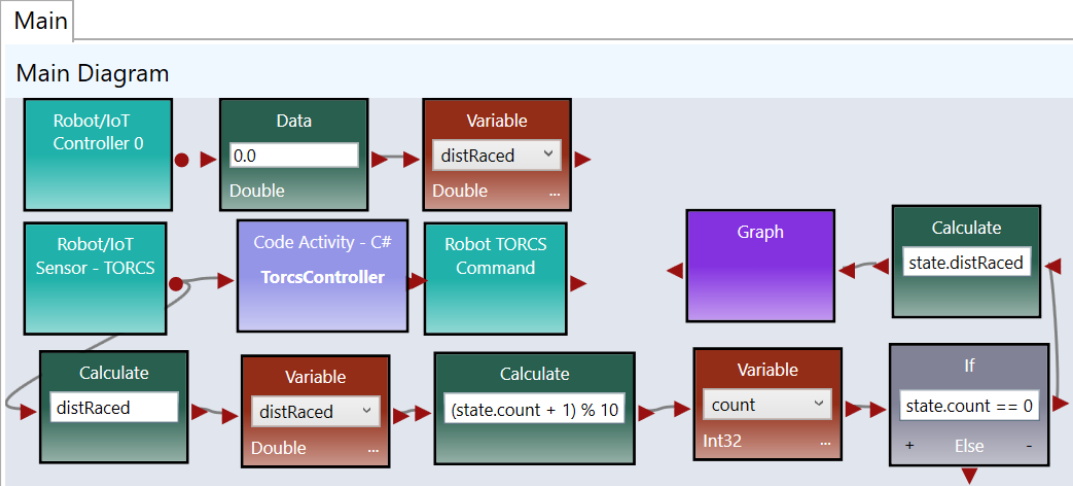 Main
Main Diagram
Robot/IoT
Controller 0
Data
0.0
Double
Variable
distRaced
Double ...
Robot/IoT
Sensor - TORCS
Code Activity - C#
TorcsController
Robot TORCS
Command
Graph
Calculate
state.distRaced
Calculate
distRaced
Variable
distRaced
Double ...
Calculate
(state.count + 1) % 10
Variable
count
Int32 ...
If
state.count == 0
+ Else -